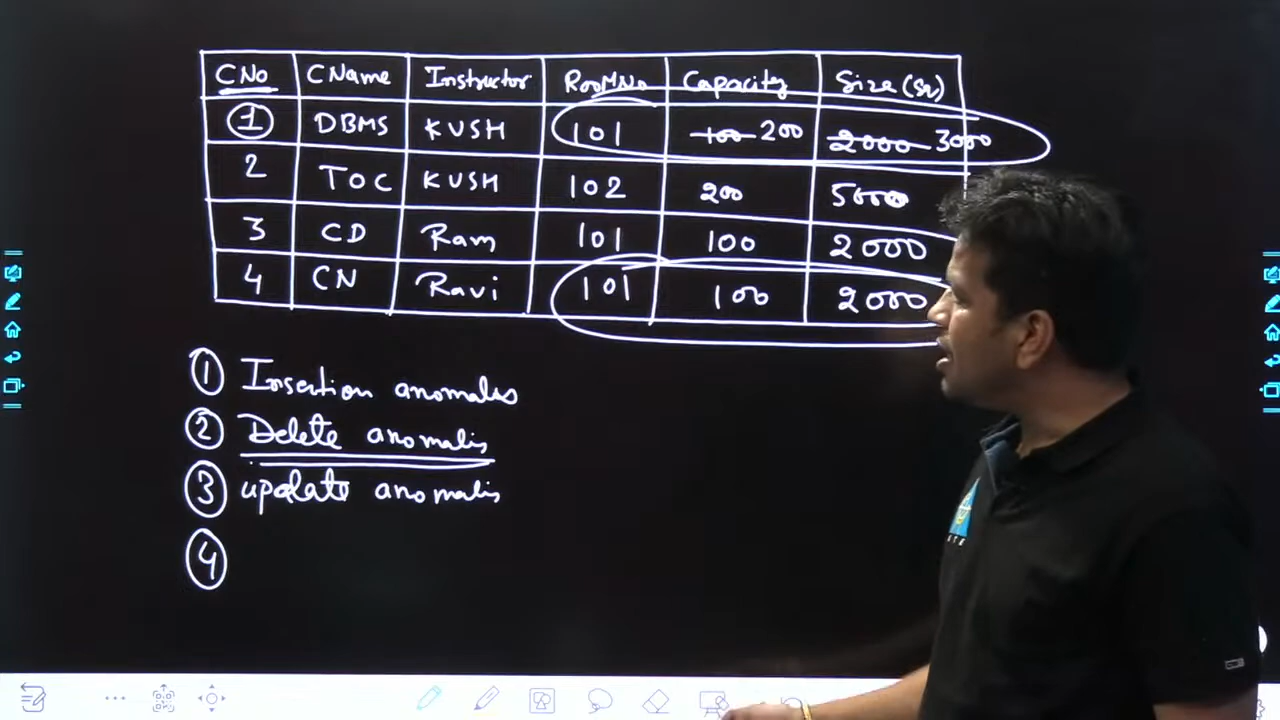 CNo CName Instructor RooMNo Capacity Size(Sv)
1 DBMS KUSH 101 100 200 2000 3000
2 TOC KUSH 102 200 5000
3 CD Ram 101 100 2000
4 CN Ravi 101 100 2000
1 Insertion anomalies
2 Delete anomalis
3 update anomalis
4